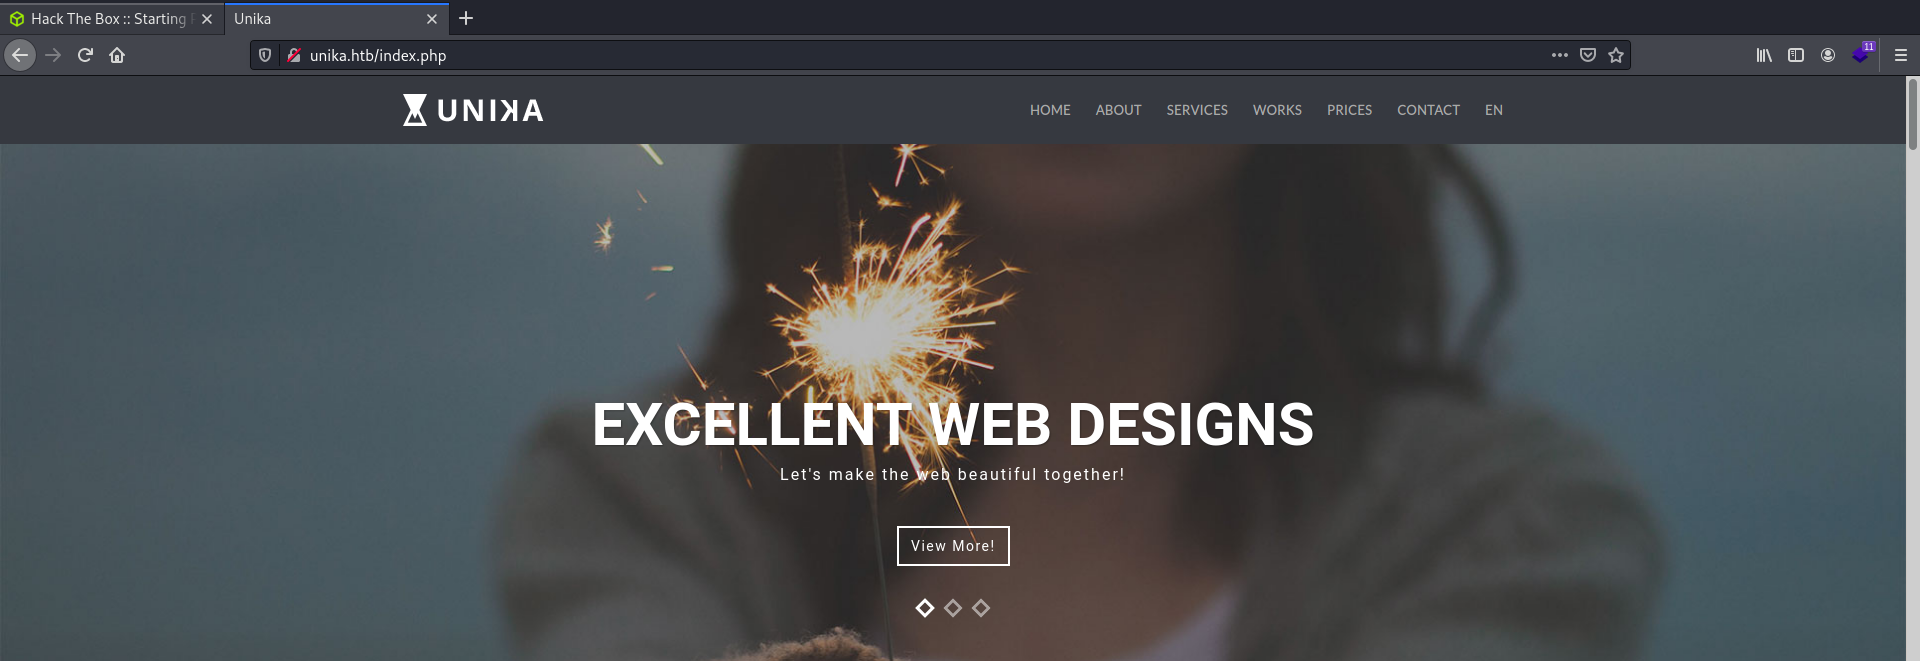 Hack The Box :: Starting
Unika
unika.htb/index.php
11
UNIKA
HOME ABOUT SERVICES WORKS PRICES CONTACT EN
EXCELLENT WEB DESIGNS
Let's make the web beautiful together!
View More!